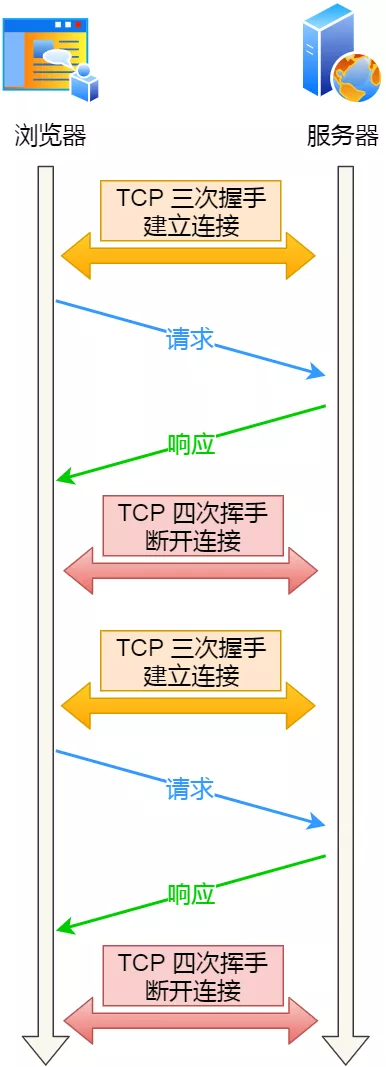 浏览器
服务器
TCP 三次握手
建立连接
请求
响应
TCP 四次挥手
断开连接
TCP 三次握手
建立连接
请求
响应
TCP 四次挥手
断开连接